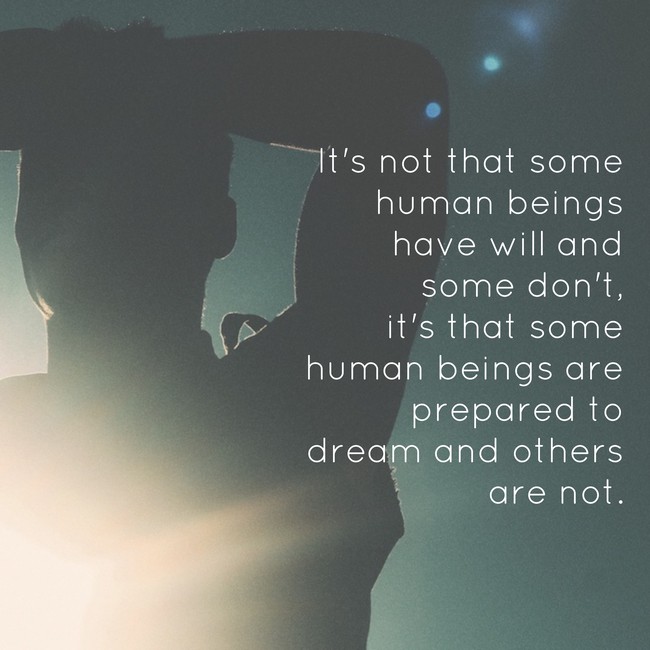 It's not that some
human beings
have will and
some don't,
it's that some
human beings are
prepared to
dream and others
are not.